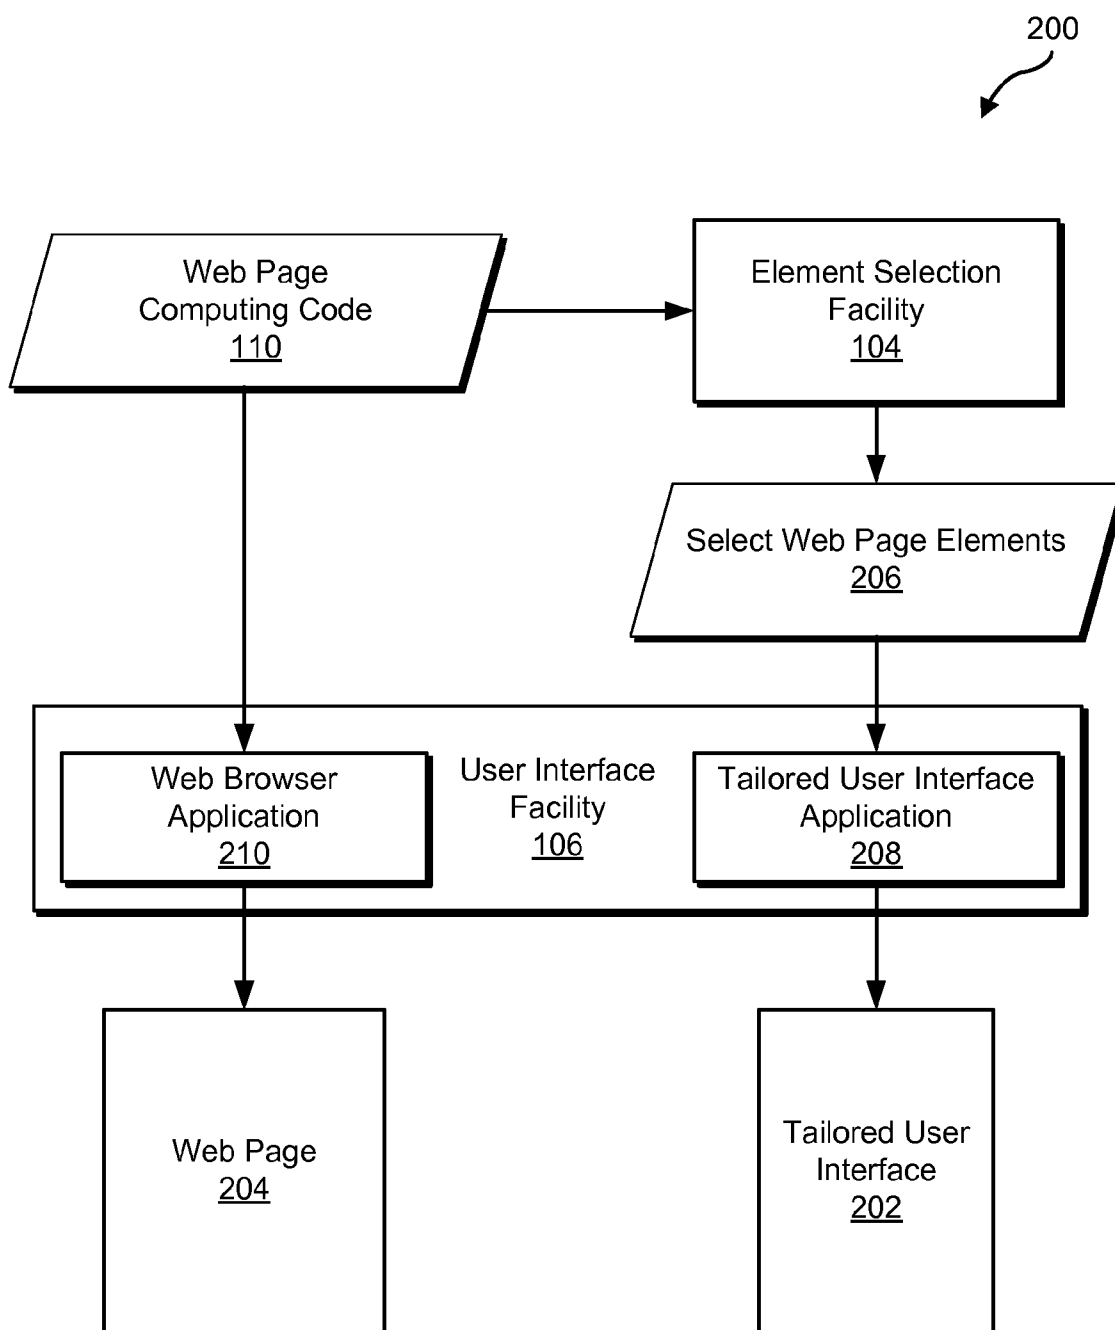 200
Web Page
Computing Code
110
Element Selection
Facility
104
Select Web Page Elements
206
Web Browser
Application
210
User Interface
Facility
106
Tailored User Interface
Application
208
Web Page
204
Tailored User
Interface
202